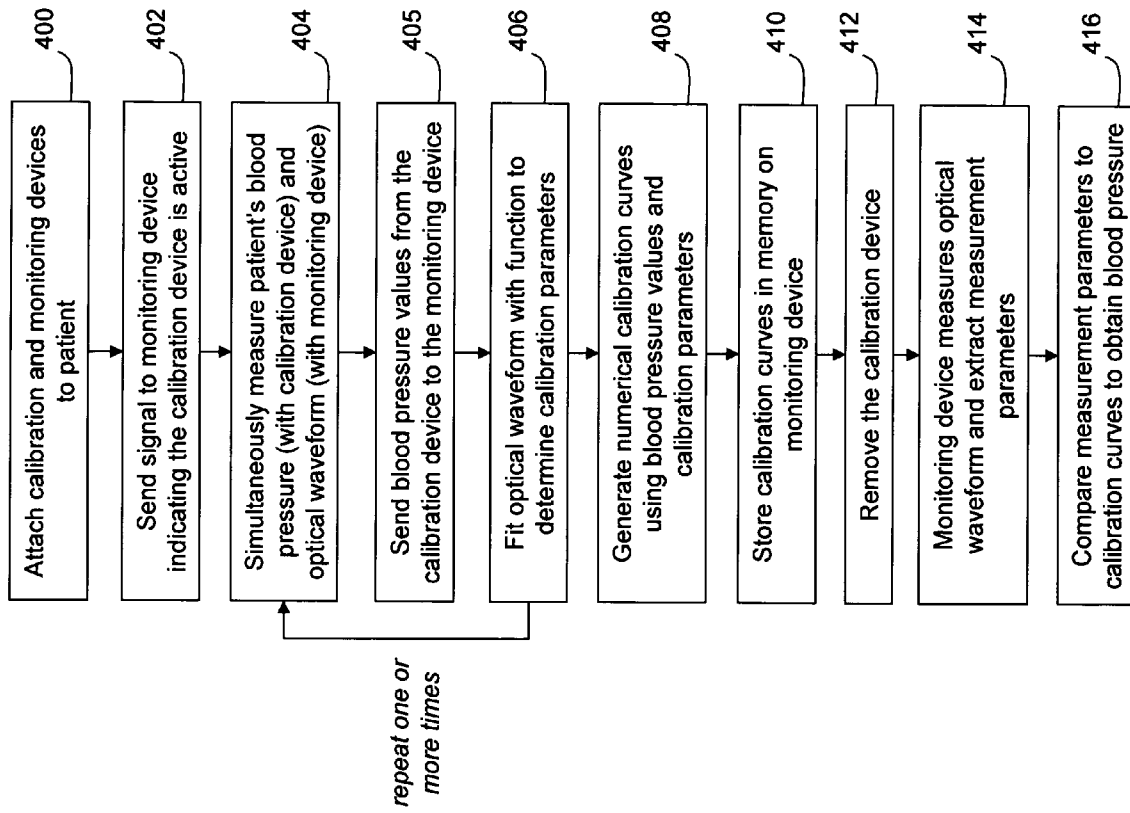 Attach calibration and monitoring devices
to patient
400
Send signal to monitoring device
indicating the calibration device is active
402
Simultaneously measure patient's blood
pressure (with calibration device) and
optical waveform (with monitoring device)
404
Send blood pressure values from the
calibration device to the monitoring device
405
Fit optical waveform with function to
determine calibration parameters
406
repeat one or
more times
Generate numerical calibration curves
using blood pressure values and
calibration parameters
408
Store calibration curves in memory on
monitoring device
410
Remove the calibration device
412
Monitoring device measures optical
waveform and extract measurement
parameters
414
Compare measurement parameters to
calibration curves to obtain blood pressure
416